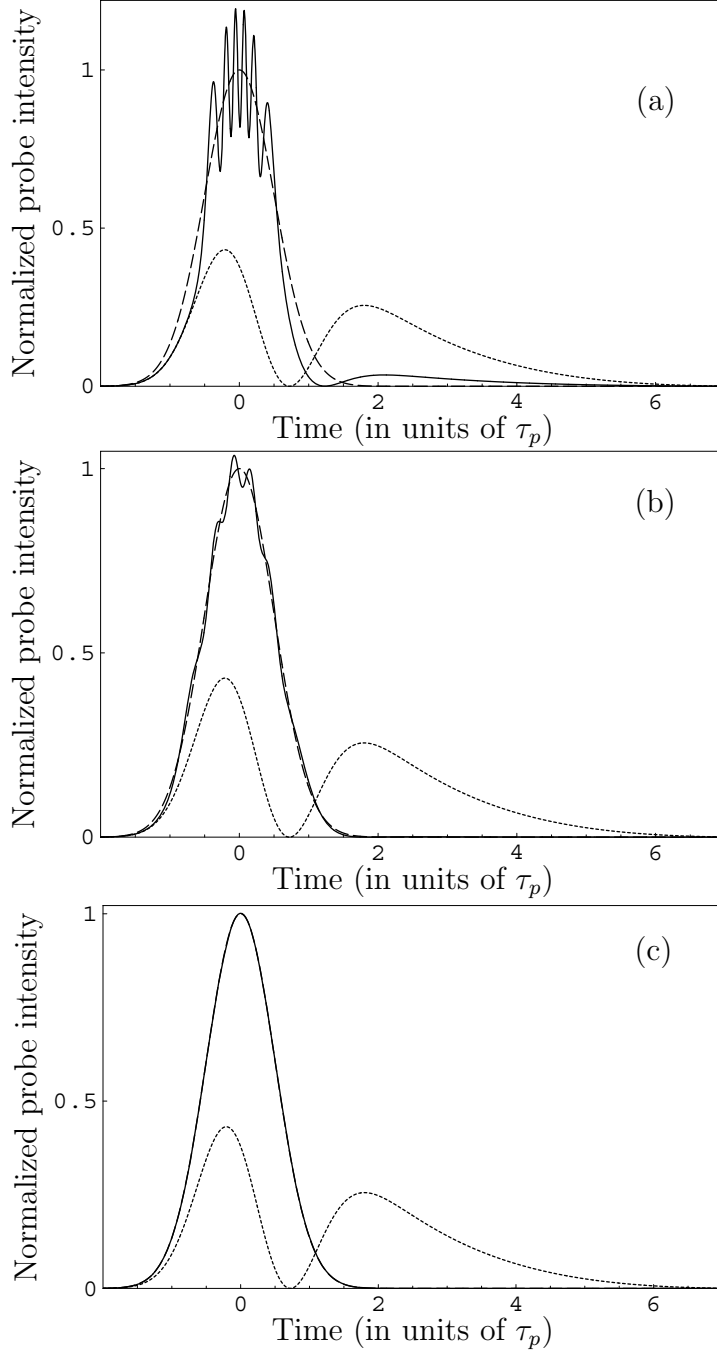 Normalized probe intensity
1
0.5
0
(a)
0 2 4 6
Time (in units of τp)
Normalized probe intensity
1
0.5
0
(b)
0 2 4 6
Time (in units of τp)
Normalized probe intensity
1
0.5
0
(c)
0 2 4 6
Time (in units of τp)